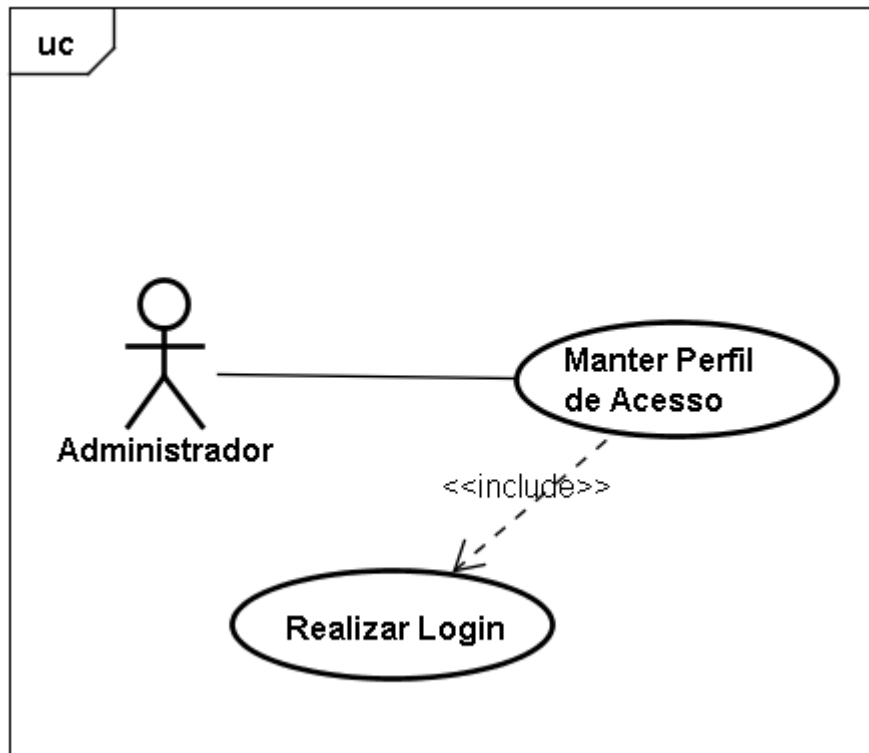 uc
Manter Perfil
de Acesso
Administrador
<<include>>
Realizar Login